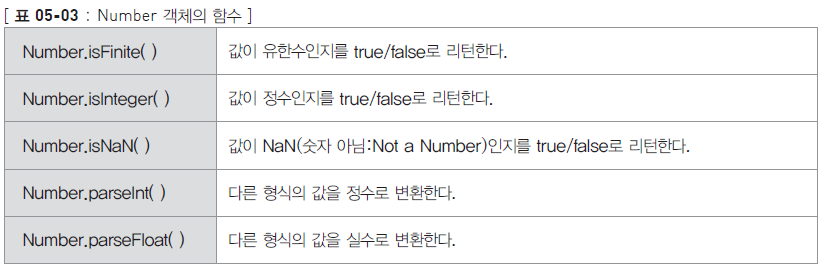 [ 표 05-03 : Number 객체의 함수 ]
Number.isFinite( ) 값이 유한수인지를 true/false로 리턴한다.
Number.isInteger( ) 값이 정수인지를 true/false로 리턴한다.
Number.isNaN( ) 값이 NaN(숫자 아님:Not a Number)인지를 true/false로 리턴한다.
Number.parseInt( ) 다른 형식의 값을 정수로 변환한다.
Number.parseFloat( ) 다른 형식의 값을 실수로 변환한다.